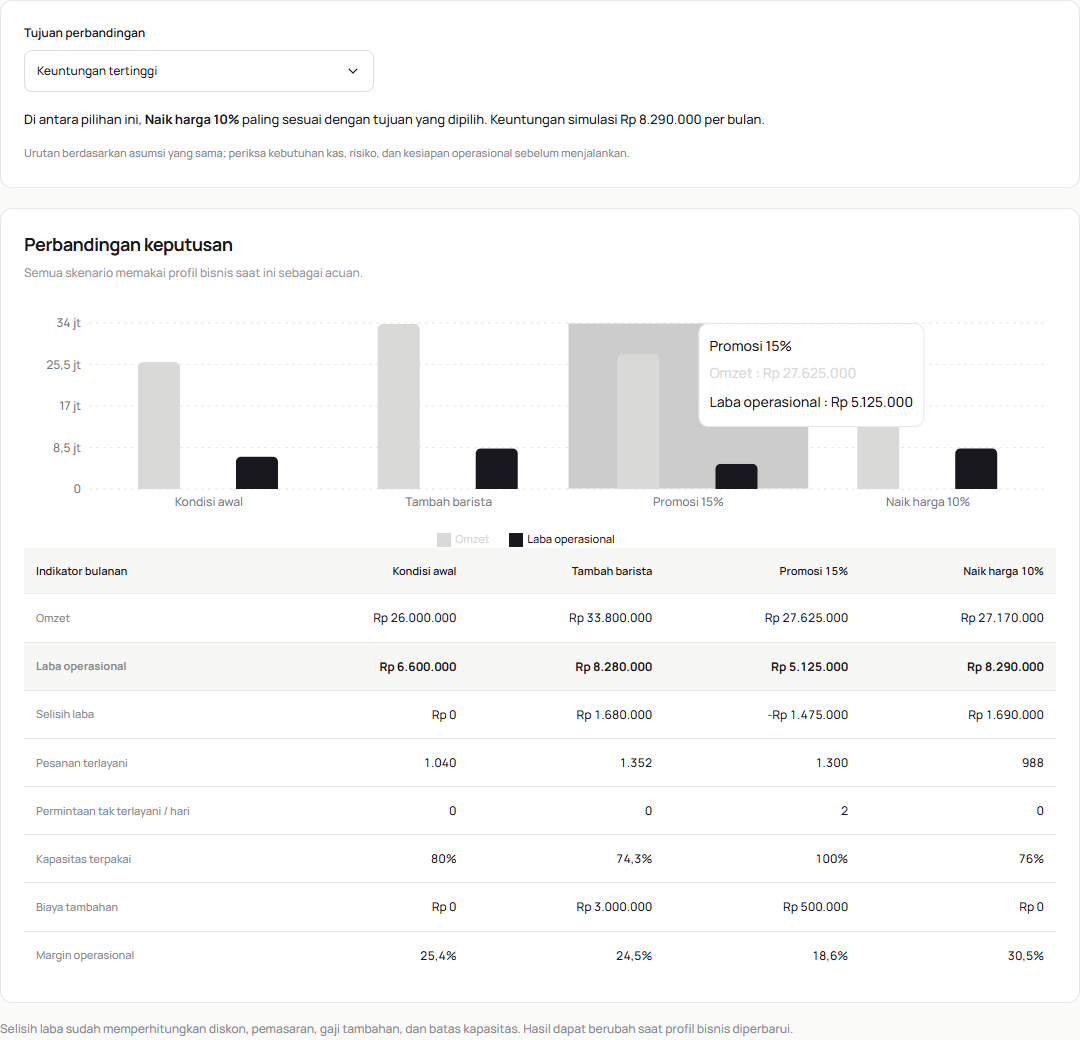 Tujuan perbandingan
Keuntungan tertinggi
Di antara pilihan ini, Naik harga 10% paling sesuai dengan tujuan yang dipilih. Keuntungan simulasi Rp 8.290.000 per bulan.
Urutan berdasarkan asumsi yang sama; periksa kebutuhan kas, risiko, dan kesiapan operasional sebelum menjalankan.
Perbandingan keputusan
Semua skenario memakai profil bisnis saat ini sebagai acuan.
34 jt
25,5 jt
17 jt
8,5 jt
0
Promosi 15%
Omzet : Rp 27.625.000
Laba operasional : Rp 5.125.000
Kondisi awal Tambah barista Promosi 15% Naik harga 10%
Omzet Laba operasional
Indikator bulanan Kondisi awal Tambah barista Promosi 15% Naik harga 10%
Omzet Rp 26.000.000 Rp 33.800.000 Rp 27.625.000 Rp 27.170.000
Laba operasional Rp 6.600.000 Rp 8.280.000 Rp 5.125.000 Rp 8.290.000
Selisih laba Rp 0 Rp 1.680.000 -Rp 1.475.000 Rp 1.690.000
Pesanan terlayani 1.040 1.352 1.300 988
Permintaan tak terlayani / hari 0 0 2 0
Kapasitas terpakai 80% 74,3% 100% 76%
Biaya tambahan Rp 0 Rp 3.000.000 Rp 500.000 Rp 0
Margin operasional 25,4% 24,5% 18,6% 30,5%
Selisih laba sudah memperhitungkan diskon, pemasaran, gaji tambahan, dan batas kapasitas. Hasil dapat berubah saat profil bisnis diperbarui.